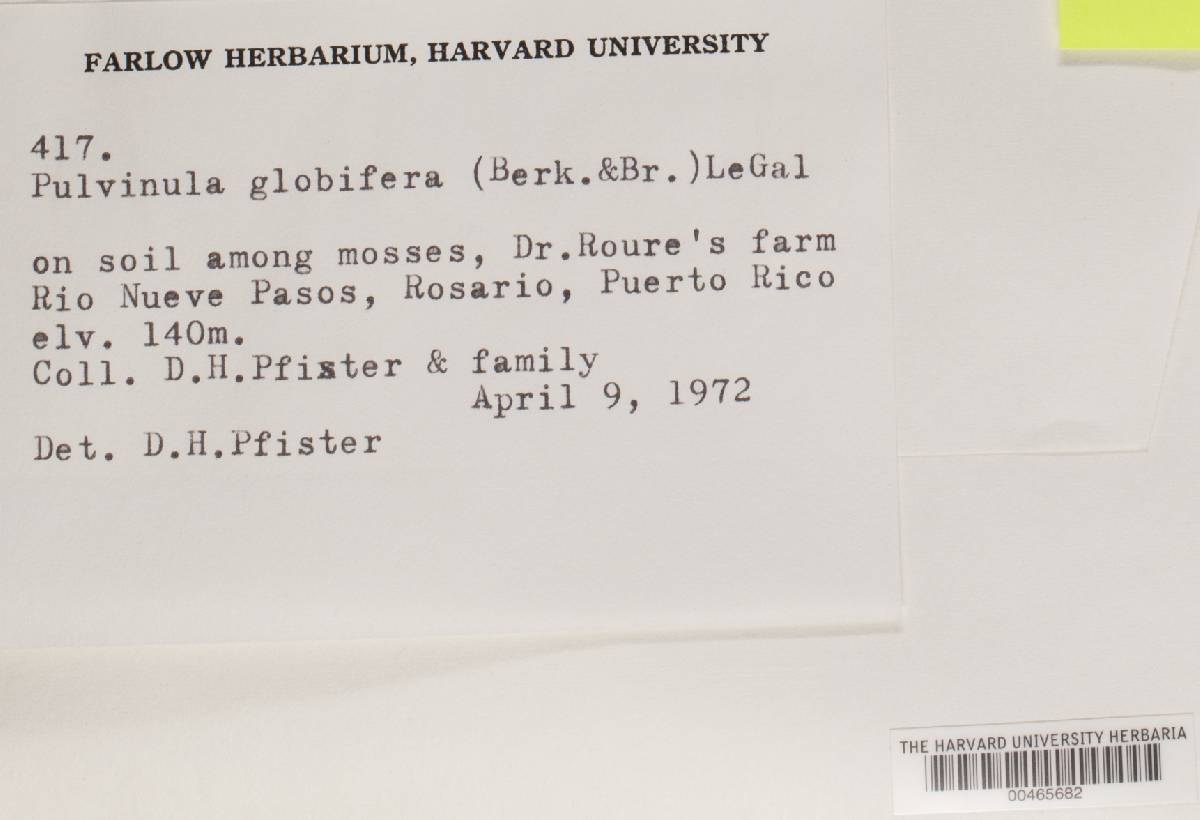 FARLOW HERBARIUM, HARVARD UNIVERSITY
417.
Pulvinula globifera (Berk.&Br.)LeGal
on soil among mosses, Dr.Roure's farm
Rio Nueve Pasos, Rosario, Puerto Rico
elv. 140m.
Coll. D.H.Pfister & family
April 9, 1972
Det. D.H.Pfister
THE HARVARD UNIVERSITY HERBARIA
00465682